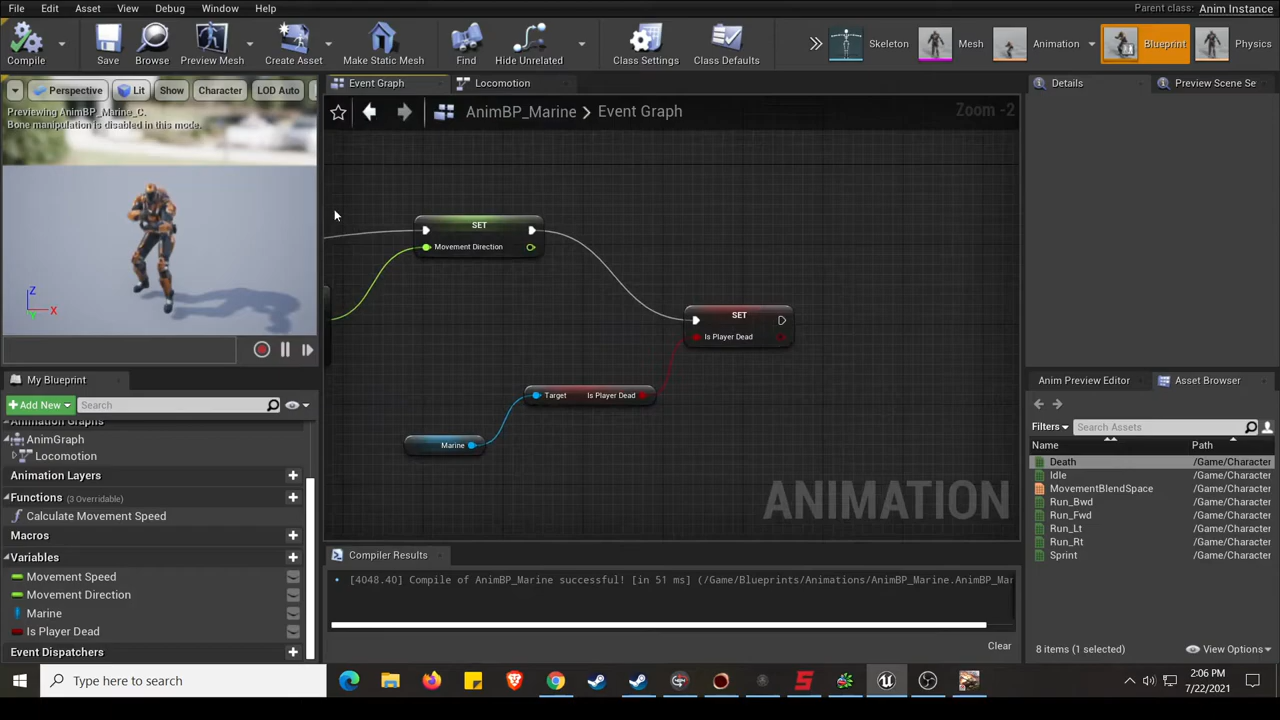 File Edit Asset View Debug Window Help Parent class: Anim Instance
Compile Save Browse Preview Mesh Create Asset Make Static Mesh Find Hide Unrelated Class Settings Class Defaults Skeleton Mesh Animation Blueprint Physics
Perspective Lit Show Character LOD Auto
Previewing AnimBP_Marine_C.
Bone manipulation is disabled in this mode.
Z
X
Y
Event Graph Locomotion
AnimBP_Marine > Event Graph Zoom -2
SET
Movement Direction
SET
Is Player Dead
Target Is Player Dead
Marine
ANIMATION
Details Preview Scene Se
My Blueprint
Add New Search
Animation Graphs
AnimGraph
Locomotion
Animation Layers
Functions (3 Overridable)
Calculate Movement Speed
Macros
Variables
Movement Speed
Movement Direction
Marine
Is Player Dead
Event Dispatchers
Compiler Results
[4048.40] Compile of AnimBP_Marine successful! [in 51 ms] (/Game/Blueprints/Animations/AnimBP_Marine.AnimBP_Mar
Clear
Anim Preview Editor Asset Browser
Filters Search Assets
Name Path
Death /Game/Character
Idle /Game/Character
MovementBlendSpace /Game/Character
Run_Bwd /Game/Character
Run_Fwd /Game/Character
Run_Lt /Game/Character
Run_Rt /Game/Character
Sprint /Game/Character
8 items (1 selected) View Options
Type here to search
2:06 PM
7/22/2021